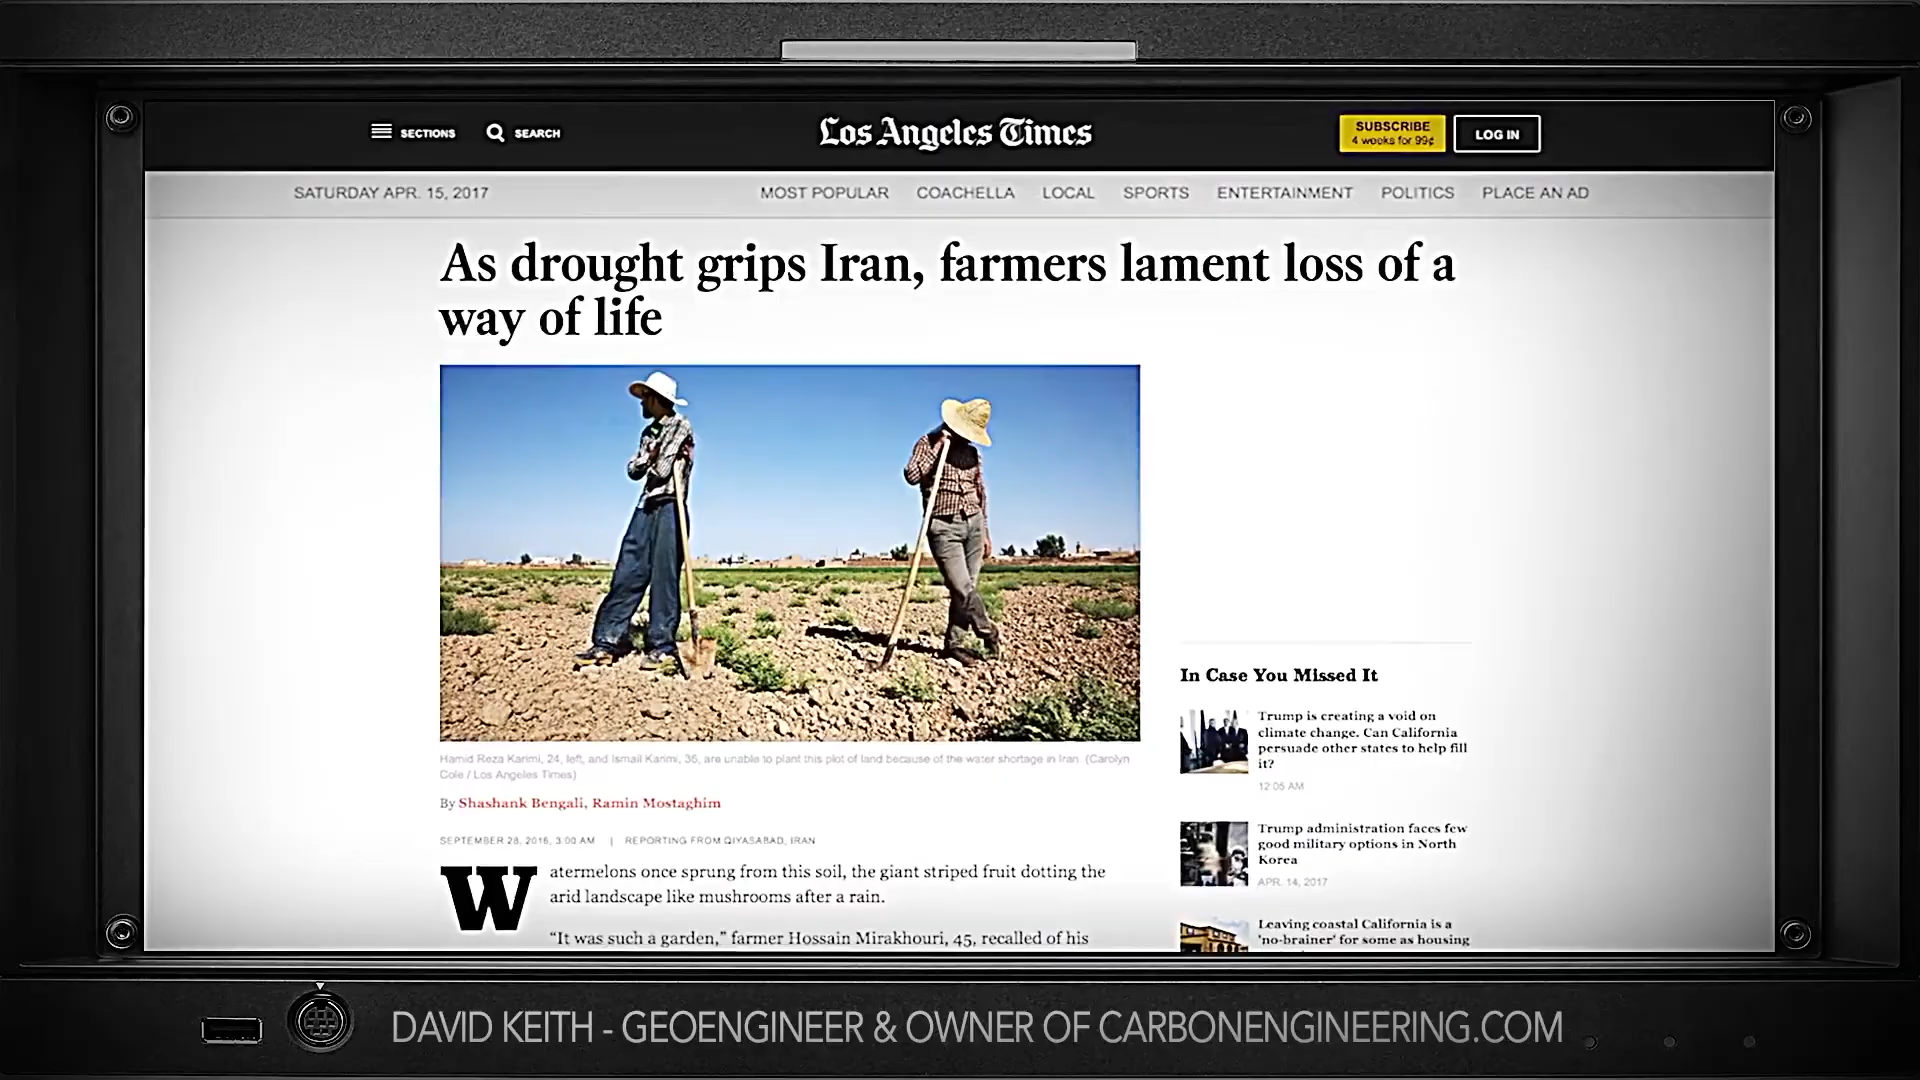 SECTIONS
SEARCH
Los Angeles Times
SUBSCRIBE
4 weeks for 99¢
LOG IN
SATURDAY APR. 15, 2017
MOST POPULAR
COACHELLA
LOCAL
SPORTS
ENTERTAINMENT
POLITICS
PLACE AN AD
As drought grips Iran, farmers lament loss of a
way of life
Hamid Reza Karimi, 24, left, and Ismail Karimi, 35, are unable to plant this plot of land because of the water shortage in Iran. (Carolyn
Cole / Los Angeles Times)
By Shashank Bengali, Ramin Mostaghim
SEPTEMBER 28, 2016, 3:00 AM | REPORTING FROM QIYASABAD, IRAN
Watermelons once sprung from this soil, the giant striped fruit dotting the
arid landscape like mushrooms after a rain.
“It was such a garden,” farmer Hossain Mirakhouri, 45, recalled of his
In Case You Missed It
Trump is creating a void on
climate change. Can California
persuade other states to help fill
it?
12:05 AM
Trump administration faces few
good military options in North
Korea
APR. 14, 2017
Leaving coastal California is a
'no-brainer' for some as housing
DAVID KEITH - GEOENGINEER & OWNER OF CARBONENGINEERING.COM